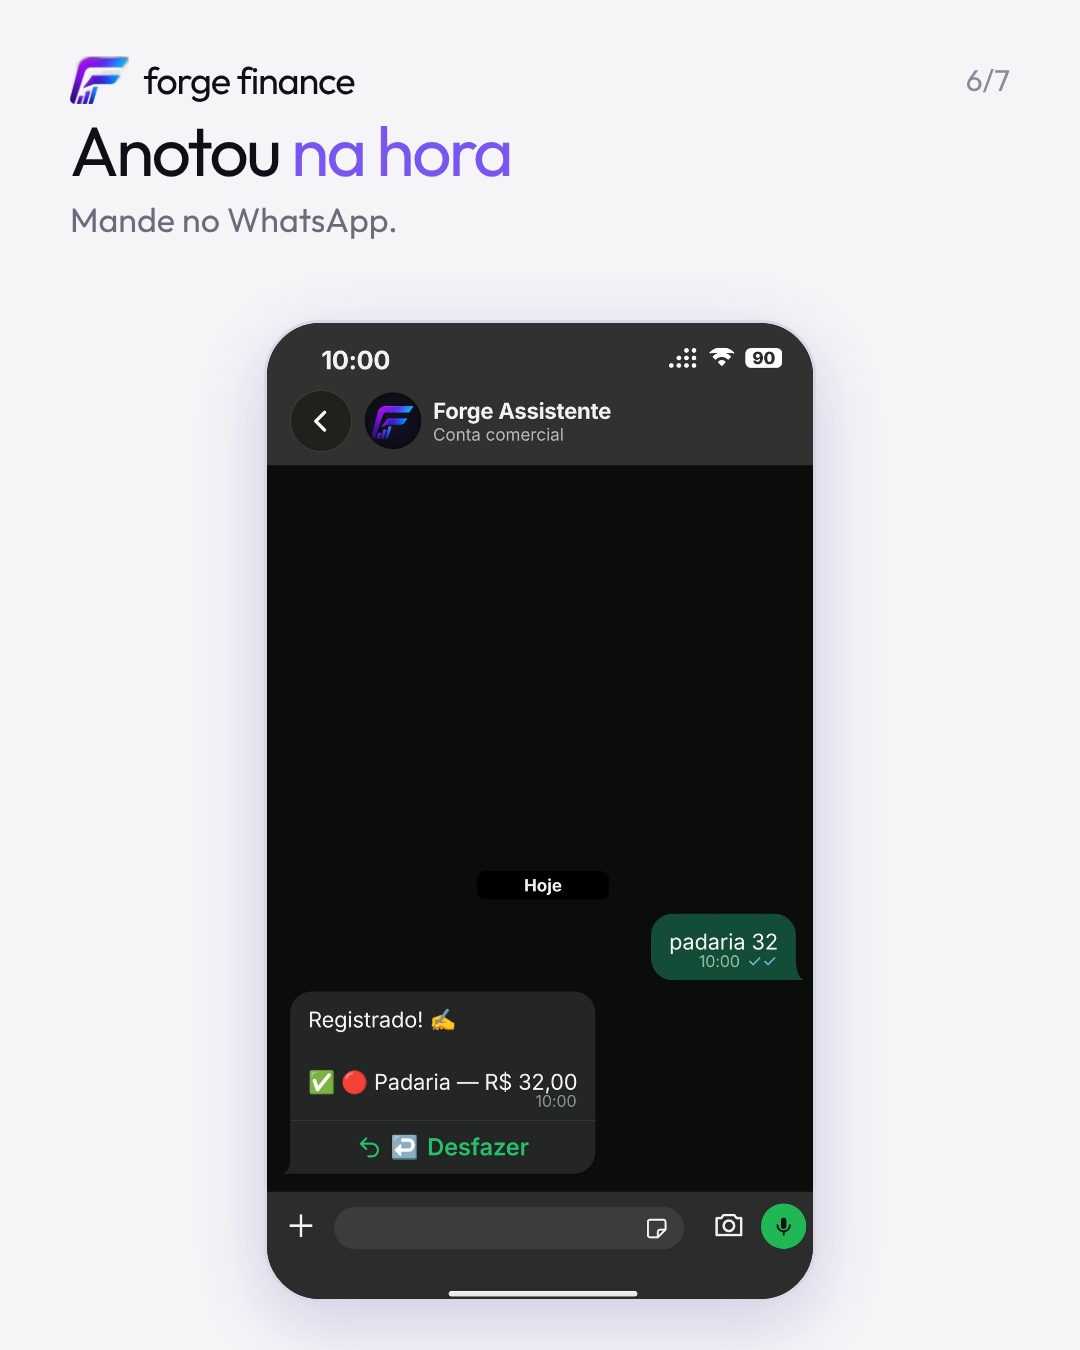 forge finance
6/7
Anotou na hora
Mande no WhatsApp.
10:00
90
Forge Assistente
Conta comercial
Hoje
padaria 32
10:00
Registrado! ✍️
✅ 🔴 Padaria — R$ 32,00
10:00
↩️ Desfazer